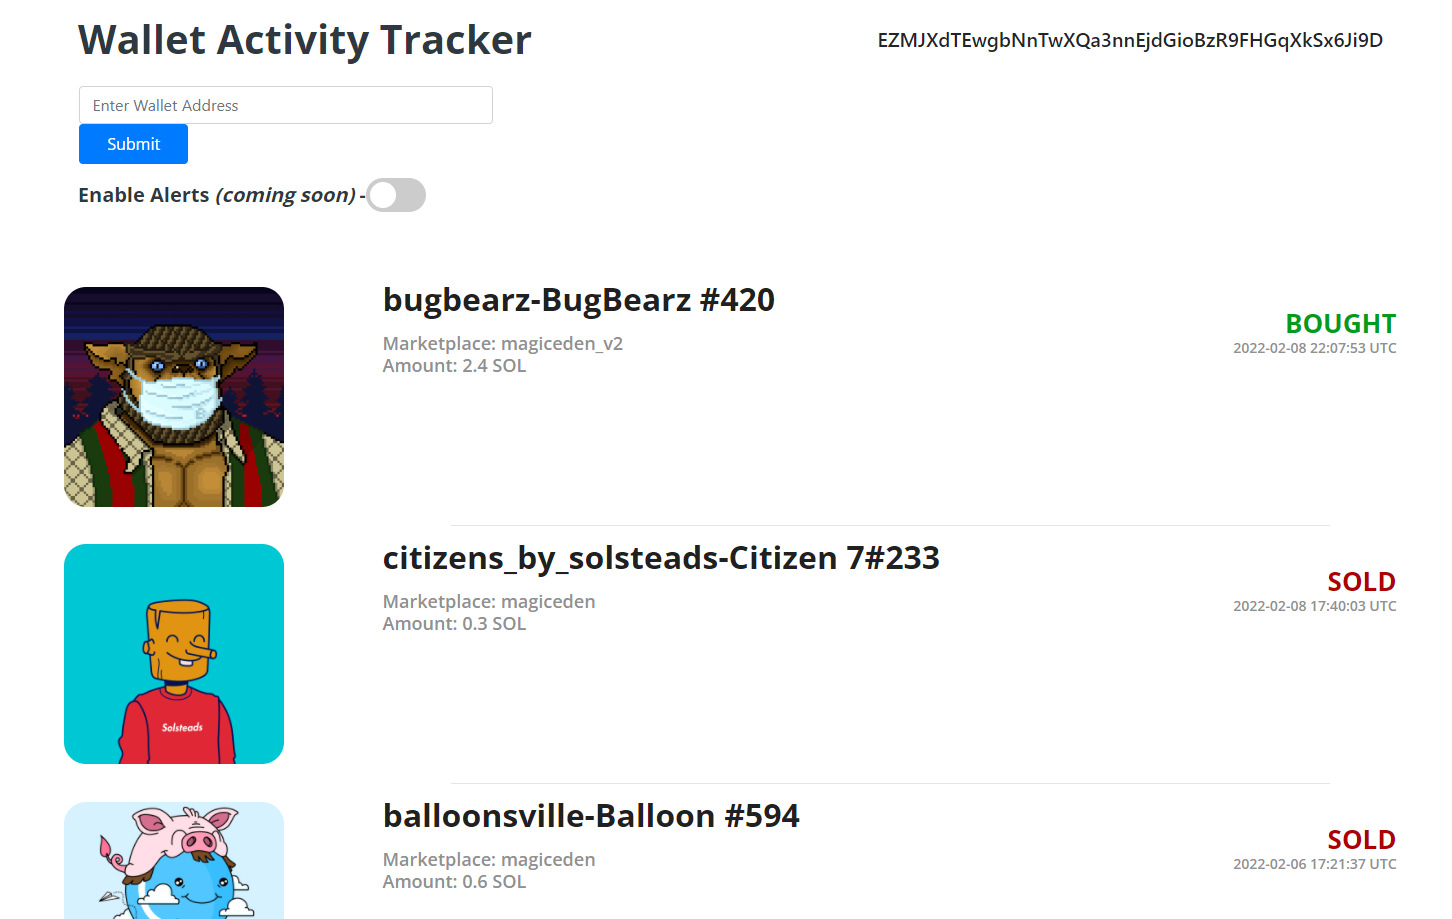 Wallet Activity Tracker
EZMJXdTEwgbNnTwXQa3nnEjdGioBzR9FHGqXkSx6Ji9D
Enter Wallet Address
Submit
Enable Alerts (coming soon) -
bugbearz-BugBearz #420
BOUGHT
Marketplace: magiceden_v2
2022-02-08 22:07:53 UTC
Amount: 2.4 SOL
citizens_by_solsteads-Citizen 7#233
SOLD
Marketplace: magiceden
2022-02-08 17:40:03 UTC
Amount: 0.3 SOL
Solsteads
balloonsville-Balloon #594
SOLD
Marketplace: magiceden
2022-02-06 17:21:37 UTC
Amount: 0.6 SOL